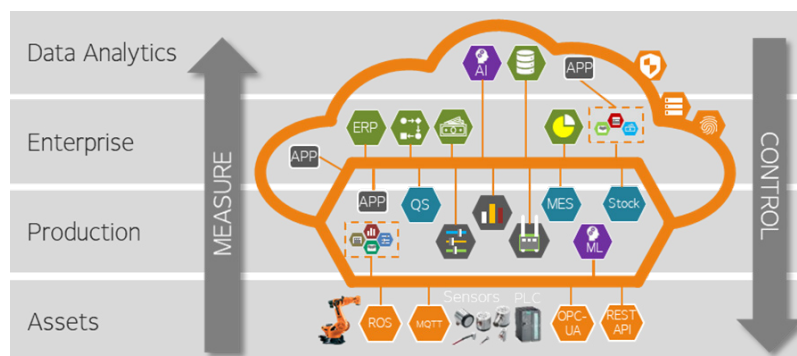 Data Analytics
AI
APP
Enterprise
ERP
APP
APP
QS
MES
Stock
MEASURE
CONTROL
Production
ML
Sensors
PLC
Assets
ROS
MQTT
OPC-
UA
REST
API